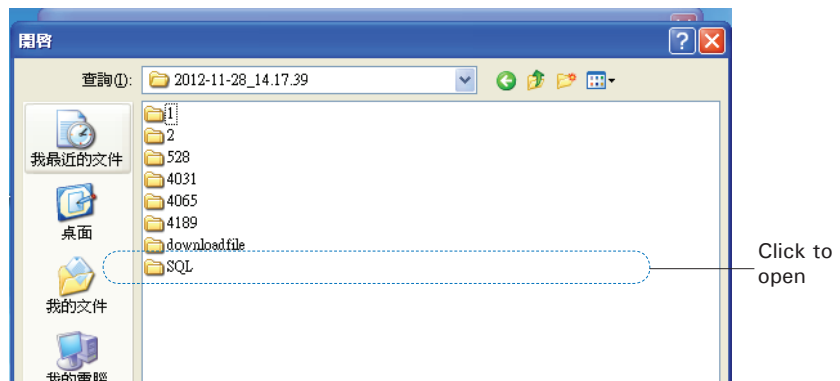 開啓
查詢(I):
2012-11-28_14.17.39
1
2
528
4031
4065
4189
downloadfile
SQL
我最近的文件
桌面
我的文件
我的電腦
Click to
open